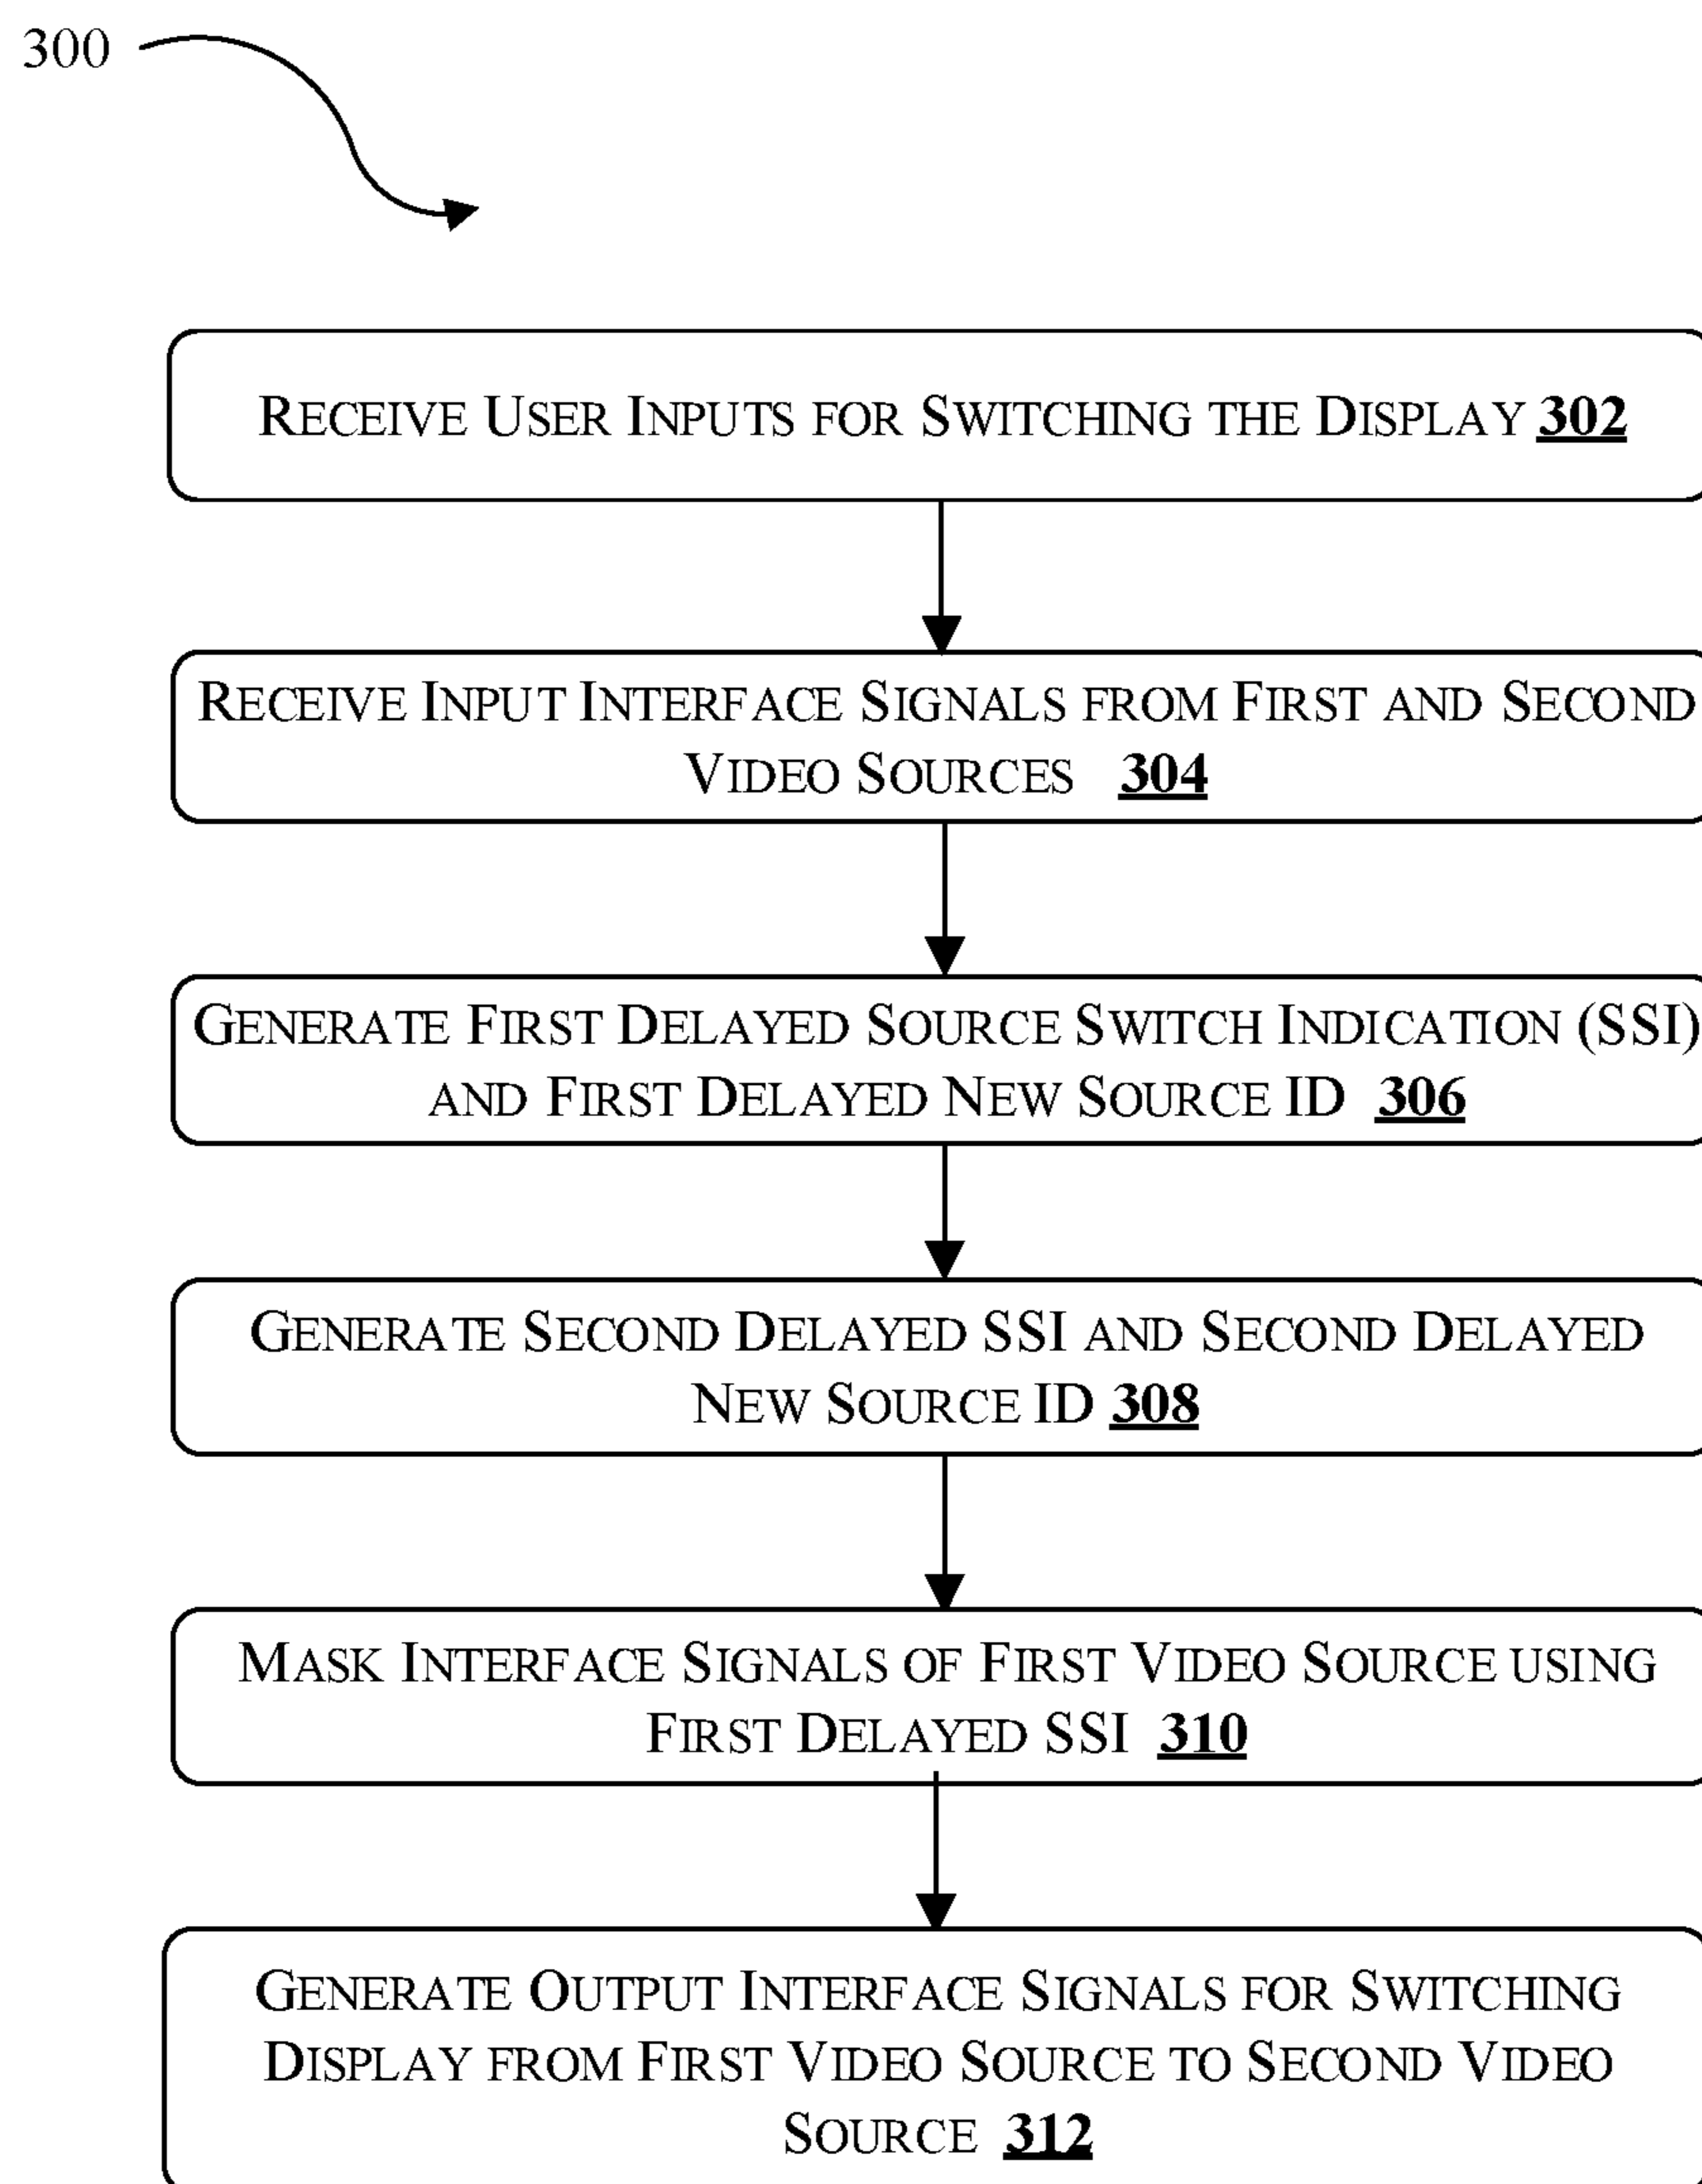 300
RECEIVE USER INPUTS FOR SWITCHING THE DISPLAY 302
RECEIVE INPUT INTERFACE SIGNALS FROM FIRST AND SECOND
VIDEO SOURCES 304
GENERATE FIRST DELAYED SOURCE SWITCH INDICATION (SSI)
AND FIRST DELAYED NEW SOURCE ID 306
GENERATE SECOND DELAYED SSI AND SECOND DELAYED
NEW SOURCE ID 308
MASK INTERFACE SIGNALS OF FIRST VIDEO SOURCE USING
FIRST DELAYED SSI 310
GENERATE OUTPUT INTERFACE SIGNALS FOR SWITCHING
DISPLAY FROM FIRST VIDEO SOURCE TO SECOND VIDEO
SOURCE 312